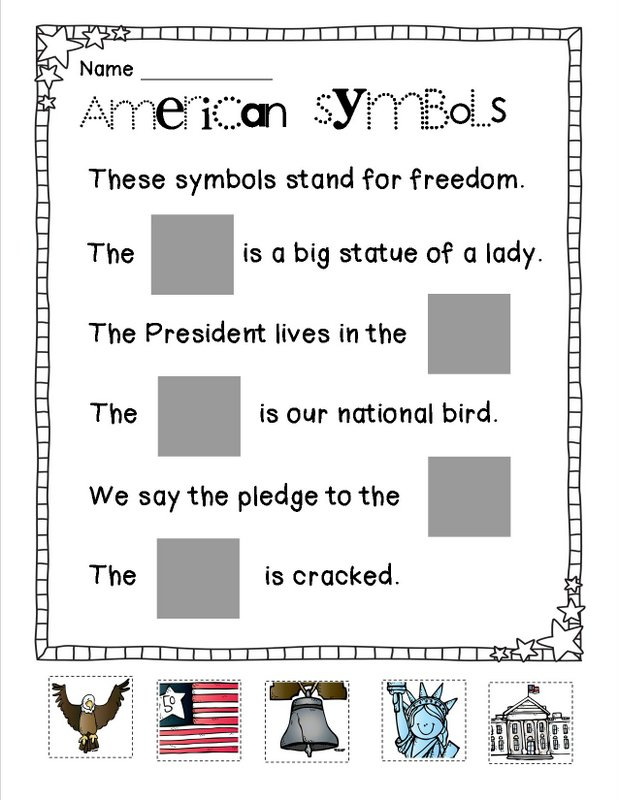 Name
American Symbols
These symbols stand for freedom.
The is a big statue of a lady.
The President lives in the
The is our national bird.
We say the pledge to the
The is cracked.
50